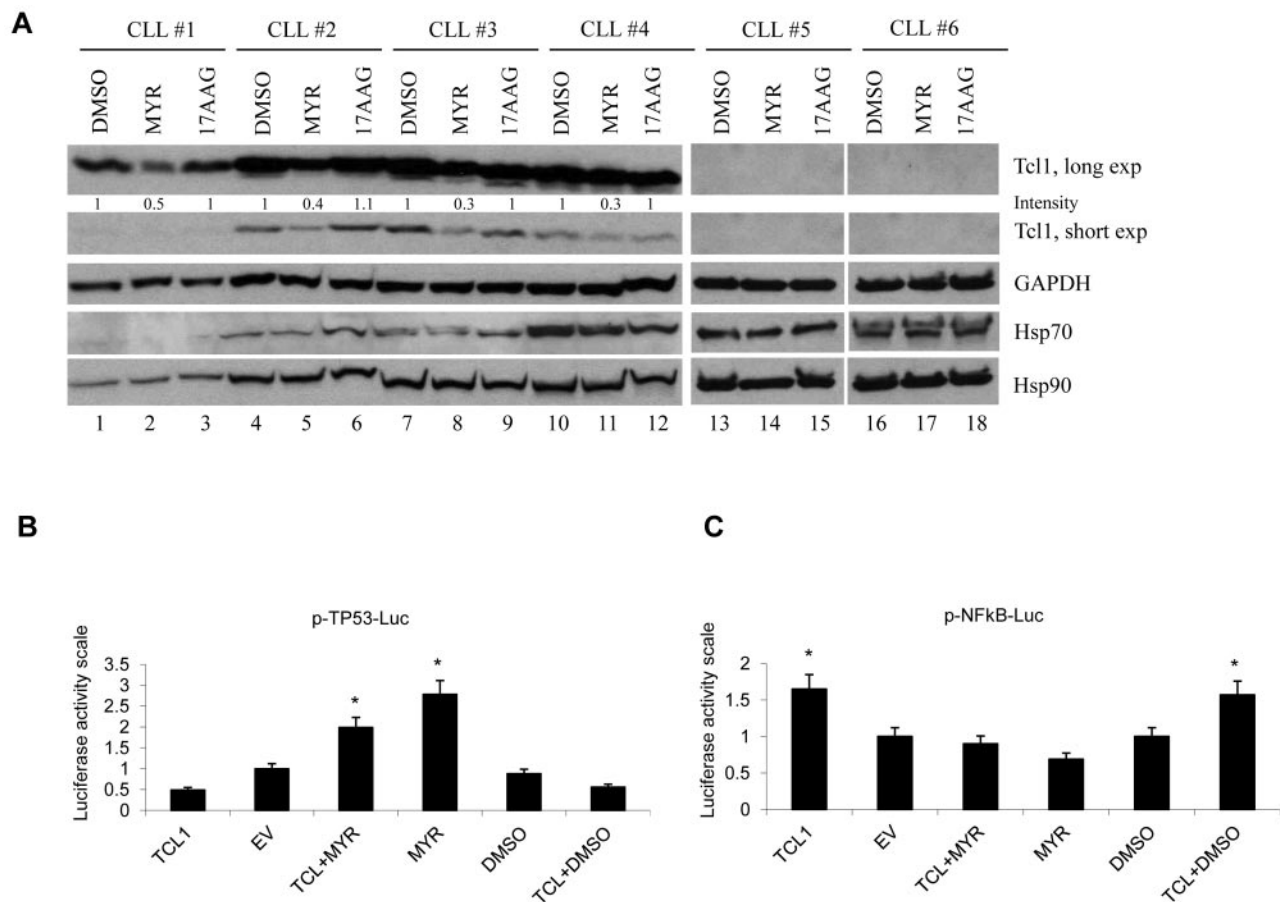 A
CLL #1 CLL #2 CLL #3 CLL #4 CLL #5 CLL #6
DMSO MYR 17AAG DMSO MYR 17AAG DMSO MYR 17AAG DMSO MYR 17AAG DMSO MYR 17AAG DMSO MYR 17AAG
Tcl1, long exp
1 0.5 1 1 0.4 1.1 1 0.3 1 1 0.3 1 Intensity
Tcl1, short exp
GAPDH
Hsp70
Hsp90
1 2 3 4 5 6 7 8 9 10 11 12 13 14 15 16 17 18
B
p-TP53-Luc
Luciferase activity scale
3.5
3
2.5
2
1.5
1
0.5
0
* *
TCL1 EV TCL+MYR MYR DMSO TCL+DMSO
C
p-NFkB-Luc
Luciferase activity scale
2
1.5
1
0.5
0
* *
TCL1 EV TCL+MYR MYR DMSO TCL+DMSO